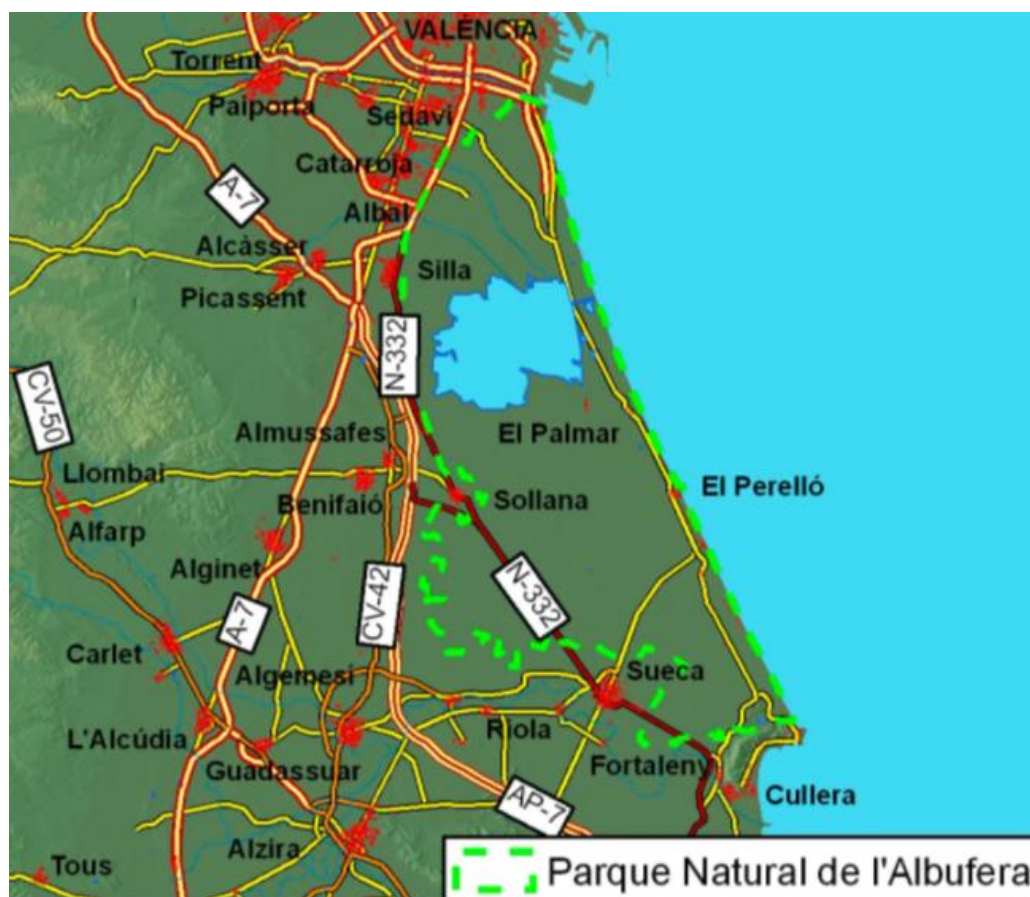 VALENCIA
Torrent
Paiporta
Sedaví
Catarroja
A-7
Albal
Alcàsser
Silla
Picassent
N-332
CV-50
Almussafes
El Palmar
Llombai
El Perelló
Benifaió
Sollana
Alfarp
Alginet
N-332
CV-42
A-7
Carlet
Algemesi
Sueca
L'Alcúdia
Riola
Guadassuar
Fortaleny
Cullera
AP-7
Alzira
Tous
Parque Natural de l'Albufera